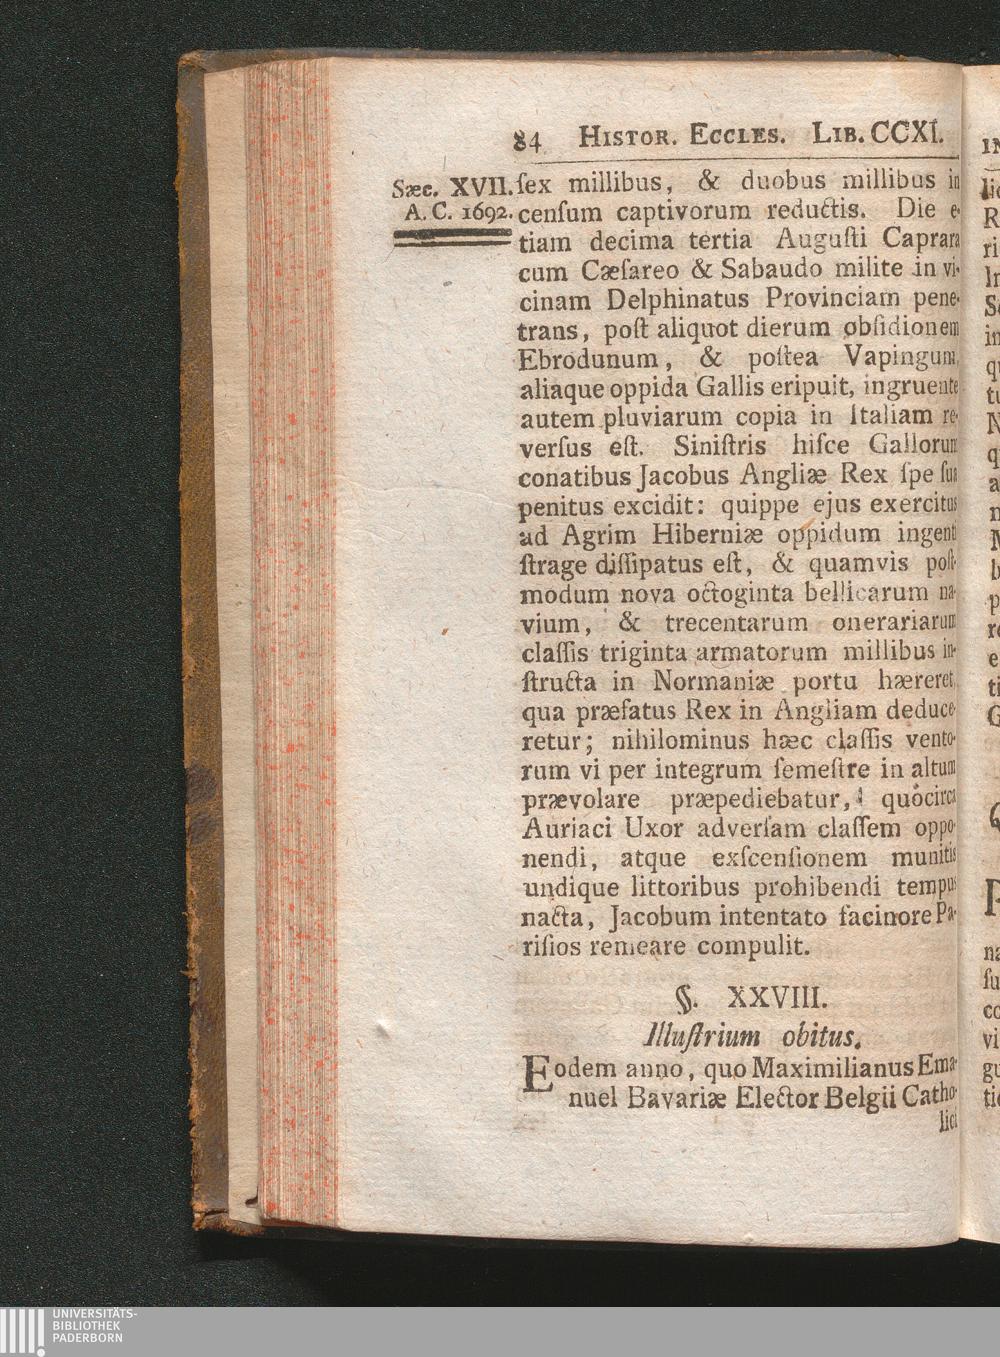 84 HISTOR. ECCLES. LIB. CCXI.
Sæc. XVII.
A. C. 1692.
ſex millibus, & duobus millibus in
cenſum captivorum reductis. Die e-
tiam decima tertia Auguſti Caprara
cum Cæſareo & Sabaudo milite in vi-
cinam Delphinatus Provinciam pene-
trans, poſt aliquot dierum obſidionem
Ebrodunum, & poſtea Vapingum,
aliaque oppida Gallis eripuit, ingruente
autem pluviarum copia in Italiam re-
verſus eſt. Siniſtris hiſce Gallorum
conatibus Jacobus Angliæ Rex ſpe ſua
penitus excidit: quippe ejus exercitus
ad Agrim Hiberniæ oppidum ingenti
ſtrage diſſipatus eſt, & quamvis poſt-
modum nova octoginta bellicarum na-
vium, & trecentarum onerariarum
claſſis triginta armatorum millibus in-
ſtructa in Normaniæ portu hæreret,
qua præfatus Rex in Angliam deduce-
retur; nihilominus hæc claſſis vento-
rum vi per integrum ſemeſtre in altum
prævolare præpediebatur, quòcirca
Auriaci Uxor adverſam claſſem oppo-
nendi, atque exſcenſionem munitis
undique littoribus prohibendi tempus
nacta, Jacobum intentato facinore Pa-
riſios remeare compulit.
§. XXVIII.
Illuſtrium obitus.
Eodem anno, quo Maximilianus Ema-
nuel Bavariæ Elector Belgii Catho-
lici
UNIVERSITÄTS-
BIBLIOTHEK
PADERBORN